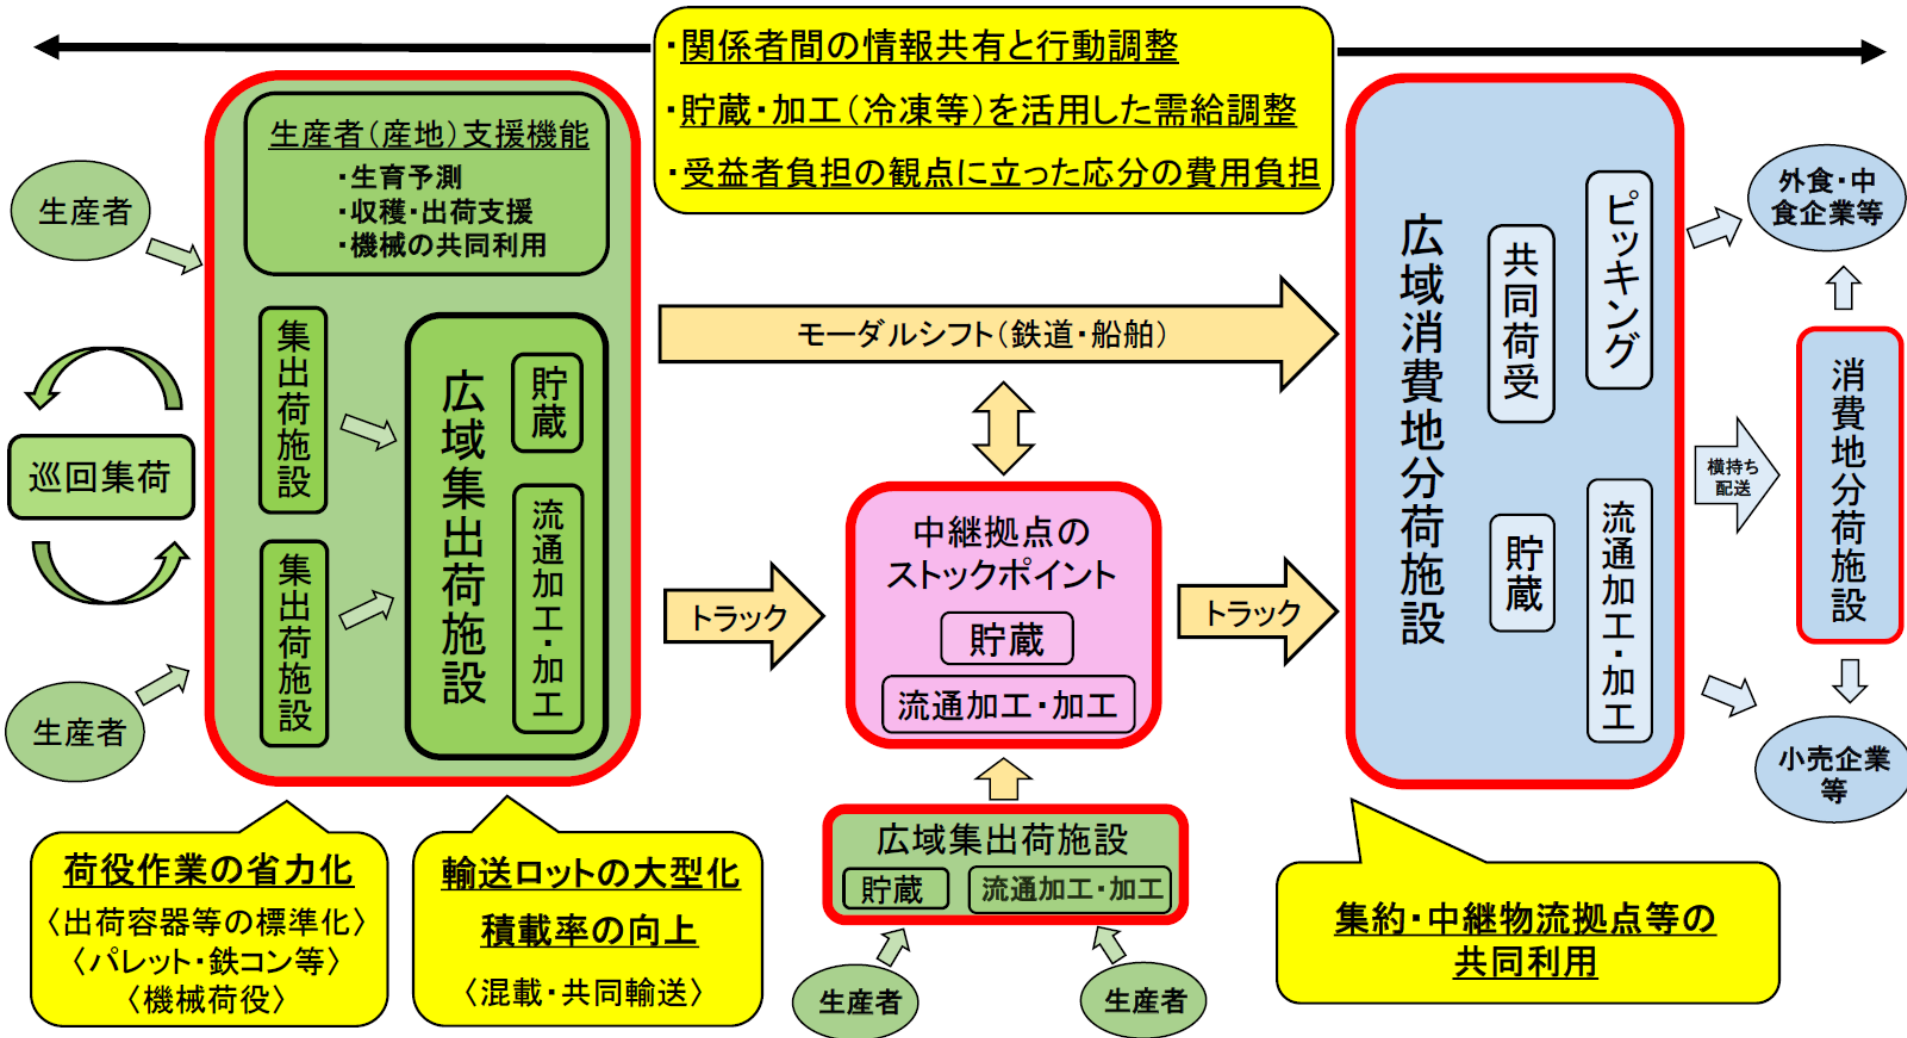 ・関係者間の情報共有と行動調整
・貯蔵・加工（冷凍等）を活用した需給調整
・受益者負担の観点に立った応分の費用負担
生産者（産地）支援機能
・生育予測
・収穫・出荷支援
・機械の共同利用
生産者
巡回集荷
生産者
集出荷施設
集出荷施設
広域集出荷施設
貯蔵
流通加工・加工
モーダルシフト（鉄道・船舶）
トラック
中継拠点の
ストックポイント
貯蔵
流通加工・加工
トラック
広域集出荷施設
貯蔵
流通加工・加工
生産者
生産者
広域消費地分荷施設
共同荷受
ピッキング
貯蔵
流通加工・加工
横持ち
配送
外食・中
食企業等
消費地分荷施設
小売企業
等
荷役作業の省力化
〈出荷容器等の標準化〉
〈パレット・鉄コン等〉
〈機械荷役〉
輸送ロットの大型化
積載率の向上
〈混載・共同輸送〉
集約・中継物流拠点等の
共同利用